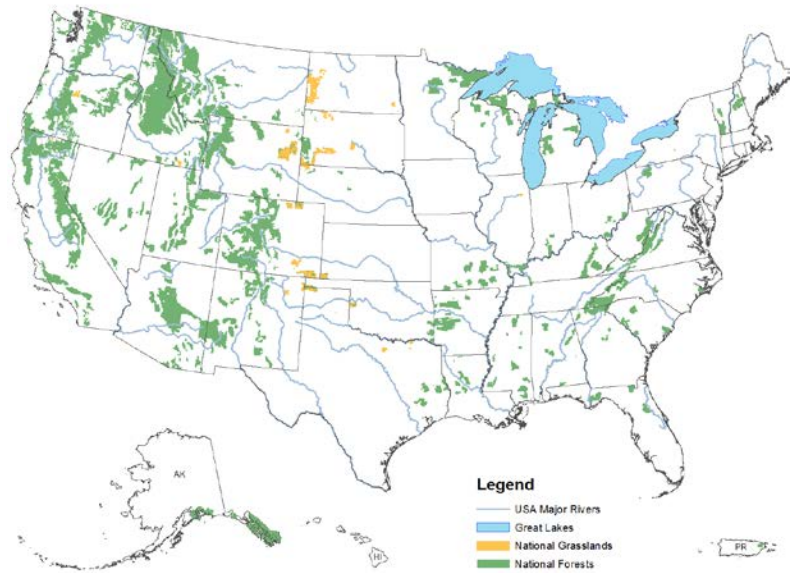 AK
HI
PR
Legend
USA Major Rivers
Great Lakes
National Grasslands
National Forests